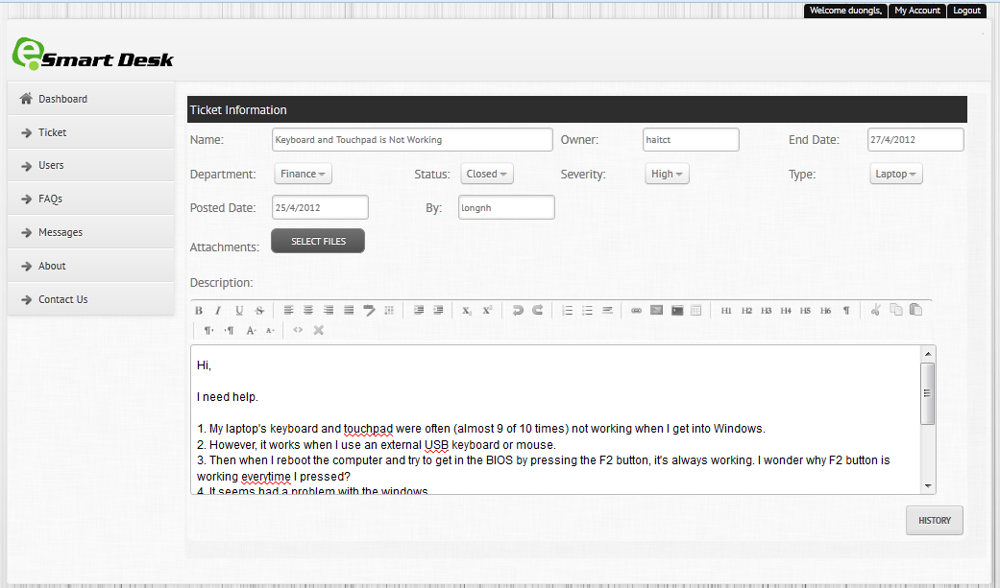 Welcome duongls, My Account Logout
eSmart Desk
Dashboard
Ticket
Users
FAQs
Messages
About
Contact Us
Ticket Information
Name: Keyboard and Touchpad is Not Working Owner: haitct End Date: 27/4/2012
Department: Finance Status: Closed Severity: High Type: Laptop
Posted Date: 25/4/2012 By: longnh
Attachments: SELECT FILES
Description:
B I U S X₂ X² H1 H2 H3 H4 H5 H6 ¶
¶ ¶ A A
Hi,
I need help.
1. My laptop's keyboard and touchpad were often (almost 9 of 10 times) not working when I get into Windows.
2. However, it works when I use an external USB keyboard or mouse.
3. Then when I reboot the computer and try to get in the BIOS by pressing the F2 button, it's always working. I wonder why F2 button is
working everytime I pressed?
4. It seems had a problem with the windows
HISTORY